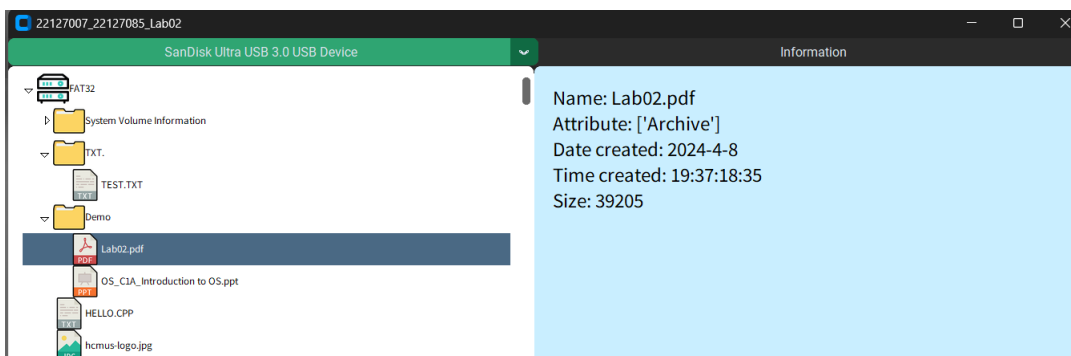 22127007_22127085_Lab02
SanDisk Ultra USB 3.0 USB Device
Information
FAT32
System Volume Information
TXT.
TXT
TEST.TXT
Demo
PDF
Lab02.pdf
PPT
OS_C1A_Introduction to OS.ppt
TXT
HELLO.CPP
hcmus-logo.jpg
Name: Lab02.pdf
Attribute: ['Archive']
Date created: 2024-4-8
Time created: 19:37:18:35
Size: 39205